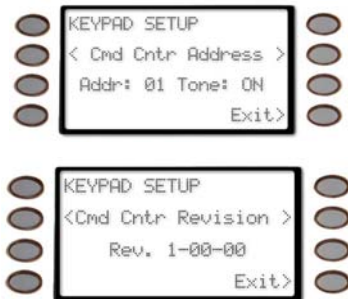 KEYPAD SETUP
< Cmd Cntr Address >
Addr: 01 Tone: ON
Exit>
KEYPAD SETUP
<Cmd Cntr Revision >
Rev. 1-00-00
Exit>